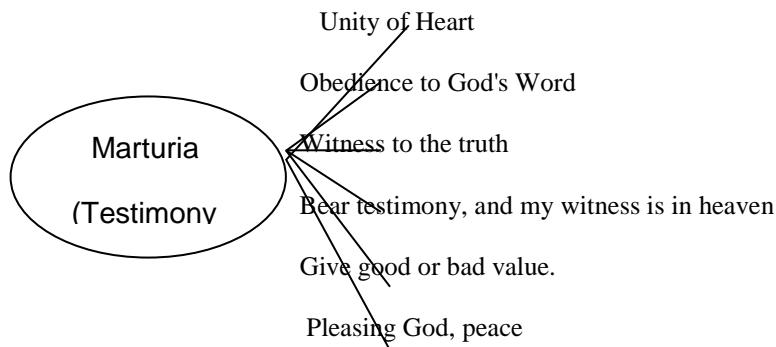 Unity of Heart
Obedience to God's Word
Marturia
(Testimony
Witness to the truth
Bear testimony, and my witness is in heaven
Give good or bad value.
Pleasing God, peace